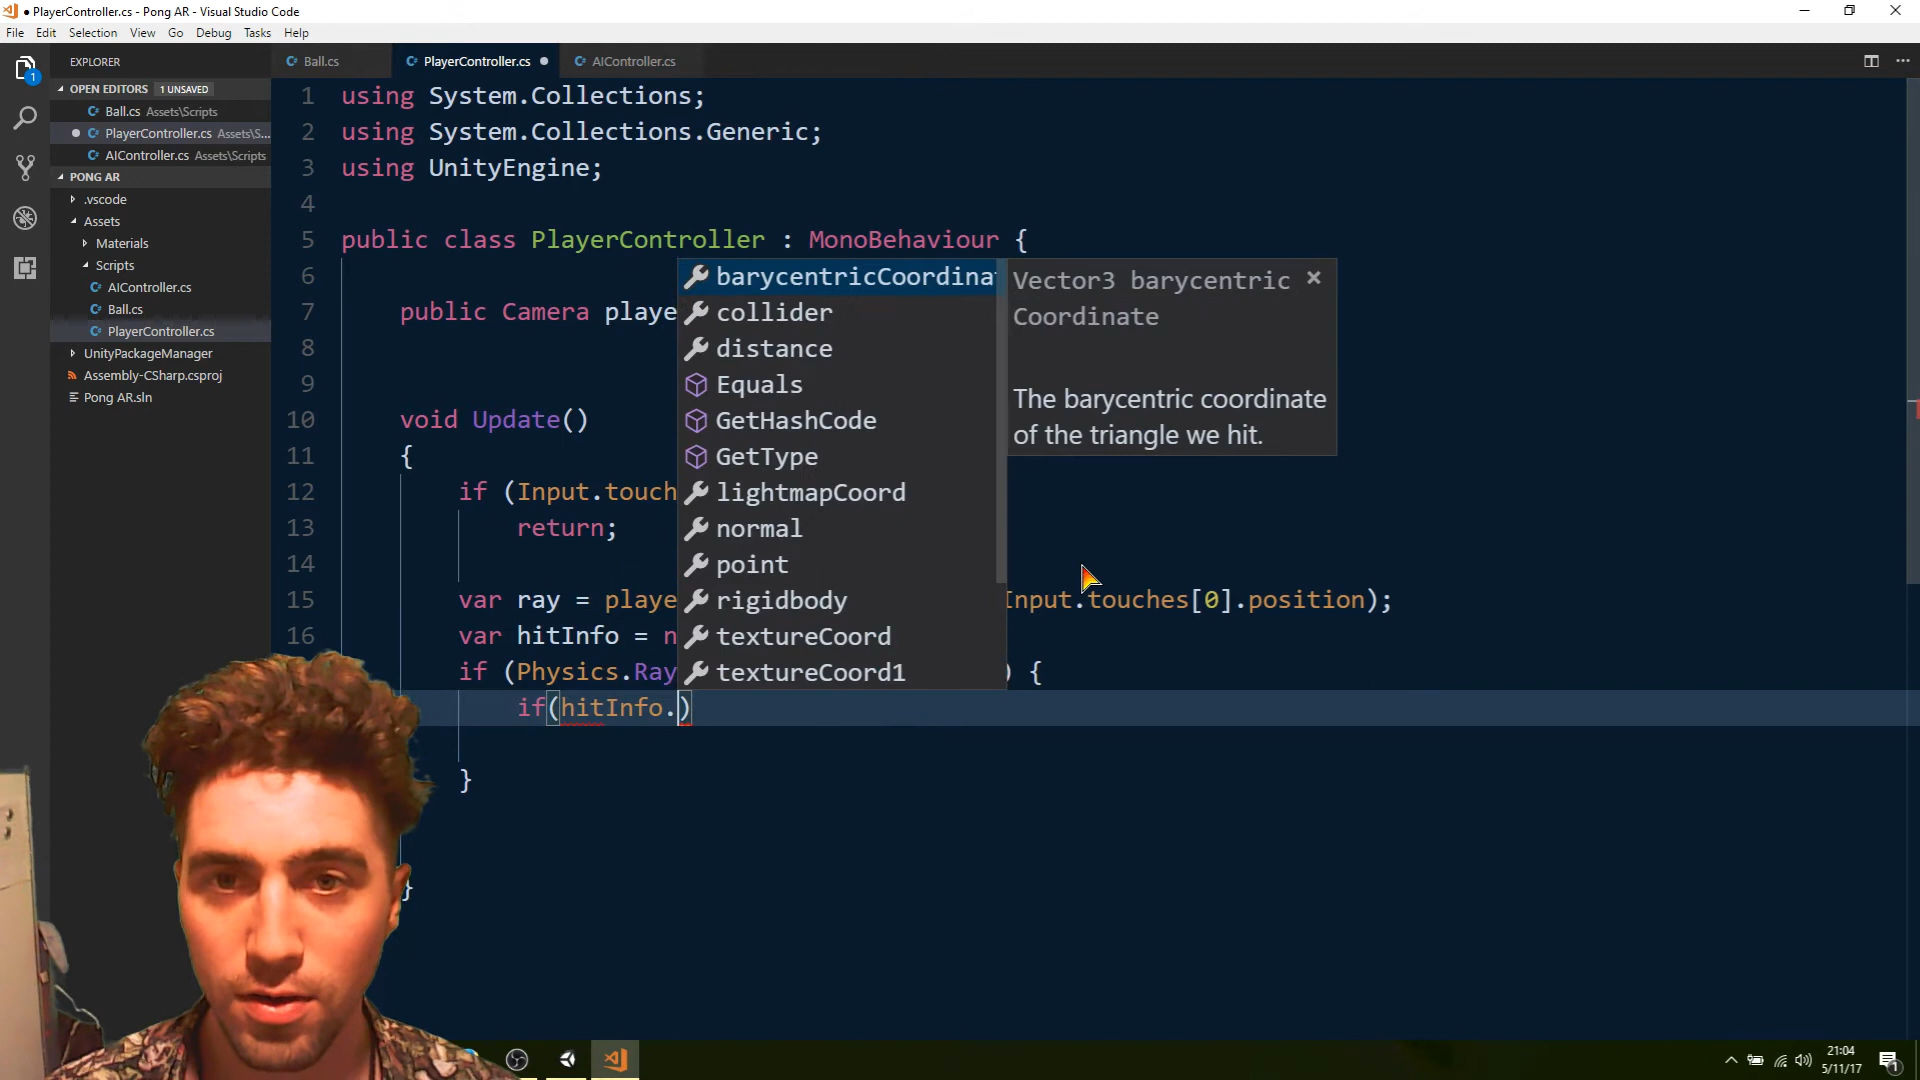 PlayerController.cs - Pong AR - Visual Studio Code
File Edit Selection View Go Debug Tasks Help
EXPLORER
OPEN EDITORS 1 UNSAVED
Ball.cs Assets\Scripts
PlayerController.cs Assets\S...
AIController.cs Assets\Scripts
PONG AR
.vscode
Assets
Materials
Scripts
AIController.cs
Ball.cs
PlayerController.cs
UnityPackageManager
Assembly-CSharp.csproj
Pong AR.sln
1
Ball.cs PlayerController.cs AIController.cs
1 using System.Collections;
2 using System.Collections.Generic;
3 using UnityEngine;
4
5 public class PlayerController : MonoBehaviour {
6
7 public Camera playe
8
9
10 void Update()
11 {
12 if (Input.touch
13 return;
14
15 var ray = playe Input.touches[0].position);
16 var hitInfo = n
if (Physics.Ray ) {
if(hitInfo.)
}
}
barycentricCoordina
collider
distance
Equals
GetHashCode
GetType
lightmapCoord
normal
point
rigidbody
textureCoord
textureCoord1
Vector3 barycentric
Coordinate
The barycentric coordinate
of the triangle we hit.
21:04
5/11/17
1